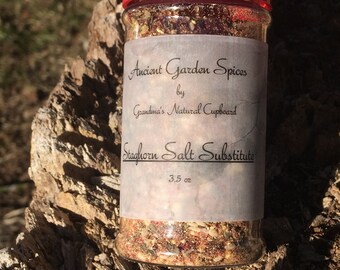 Ancient Garden Spices
by
Grandma's Natural Cupboard
Staghorn Salt Substitute
3.5 oz